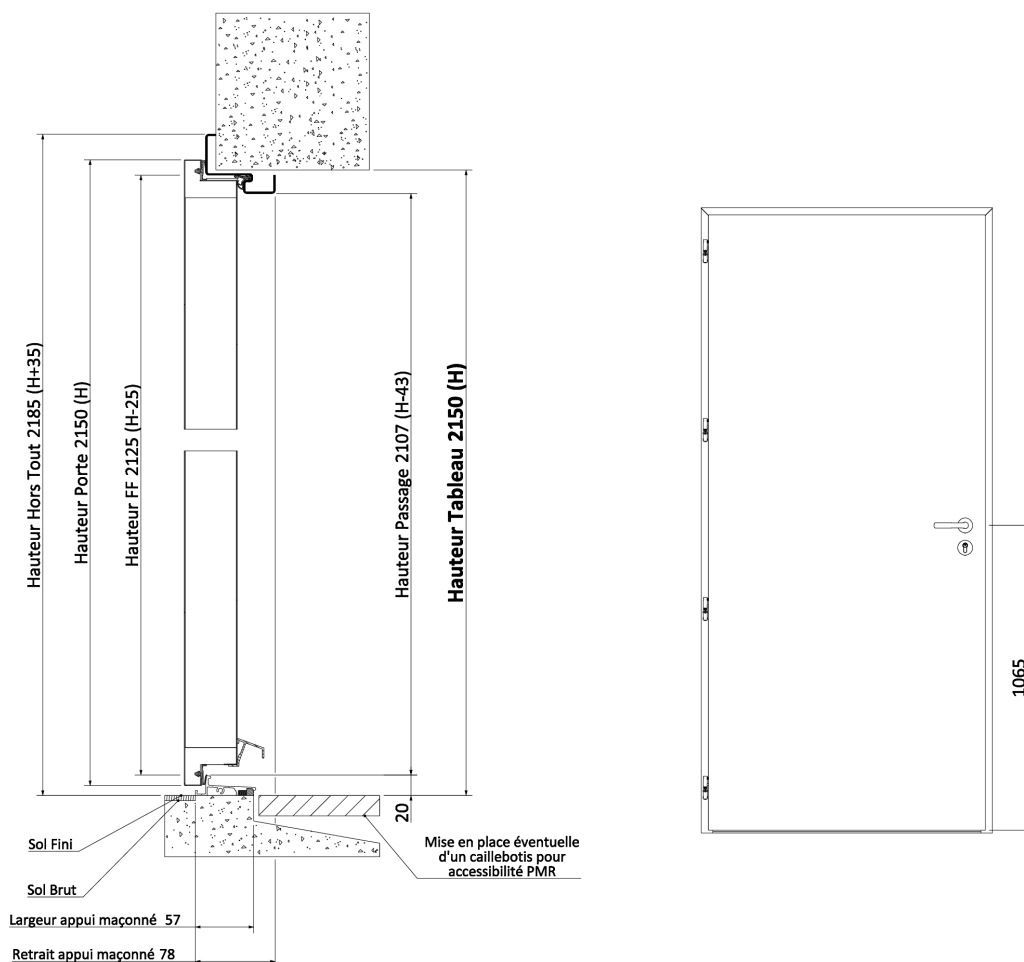 Hauteur Hors Tout 2185 (H+35)
Hauteur Porte 2150 (H)
Hauteur FF 2125 (H-25)
Hauteur Passage 2107 (H-43)
Hauteur Tableau 2150 (H)
20
1065
Sol Fini
Sol Brut
Largeur appui maçonné 57
Retrait appui maçonné 78
Mise en place éventuelle
d'un caillebotis pour
accessibilité PMR